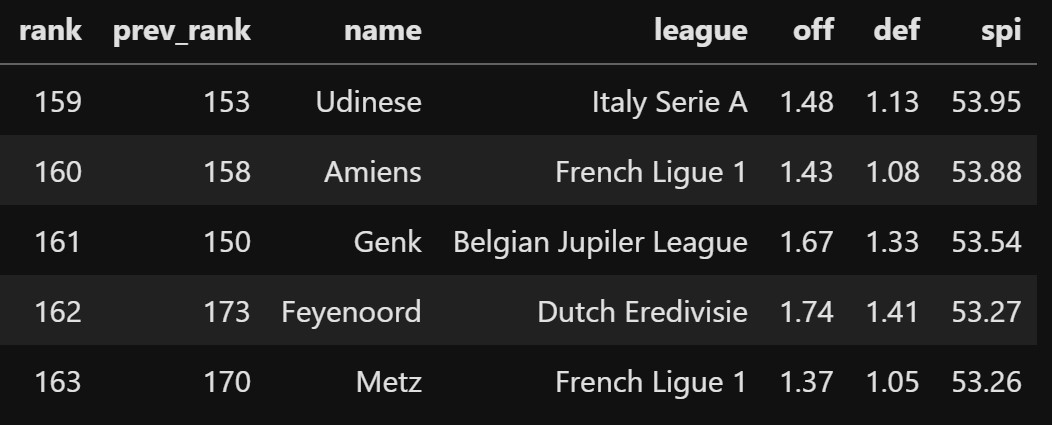 rank prev_rank name league off def spi
159 153 Udinese Italy Serie A 1.48 1.13 53.95
160 158 Amiens French Ligue 1 1.43 1.08 53.88
161 150 Genk Belgian Jupiler League 1.67 1.33 53.54
162 173 Feyenoord Dutch Eredivisie 1.74 1.41 53.27
163 170 Metz French Ligue 1 1.37 1.05 53.26